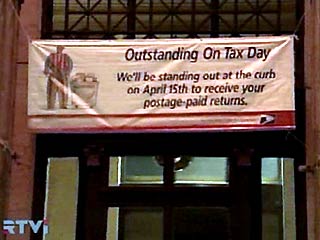 Outstanding On Tax Day
We'll be standing out at the curb
on April 15th to receive your
postage-paid returns.
RTVi